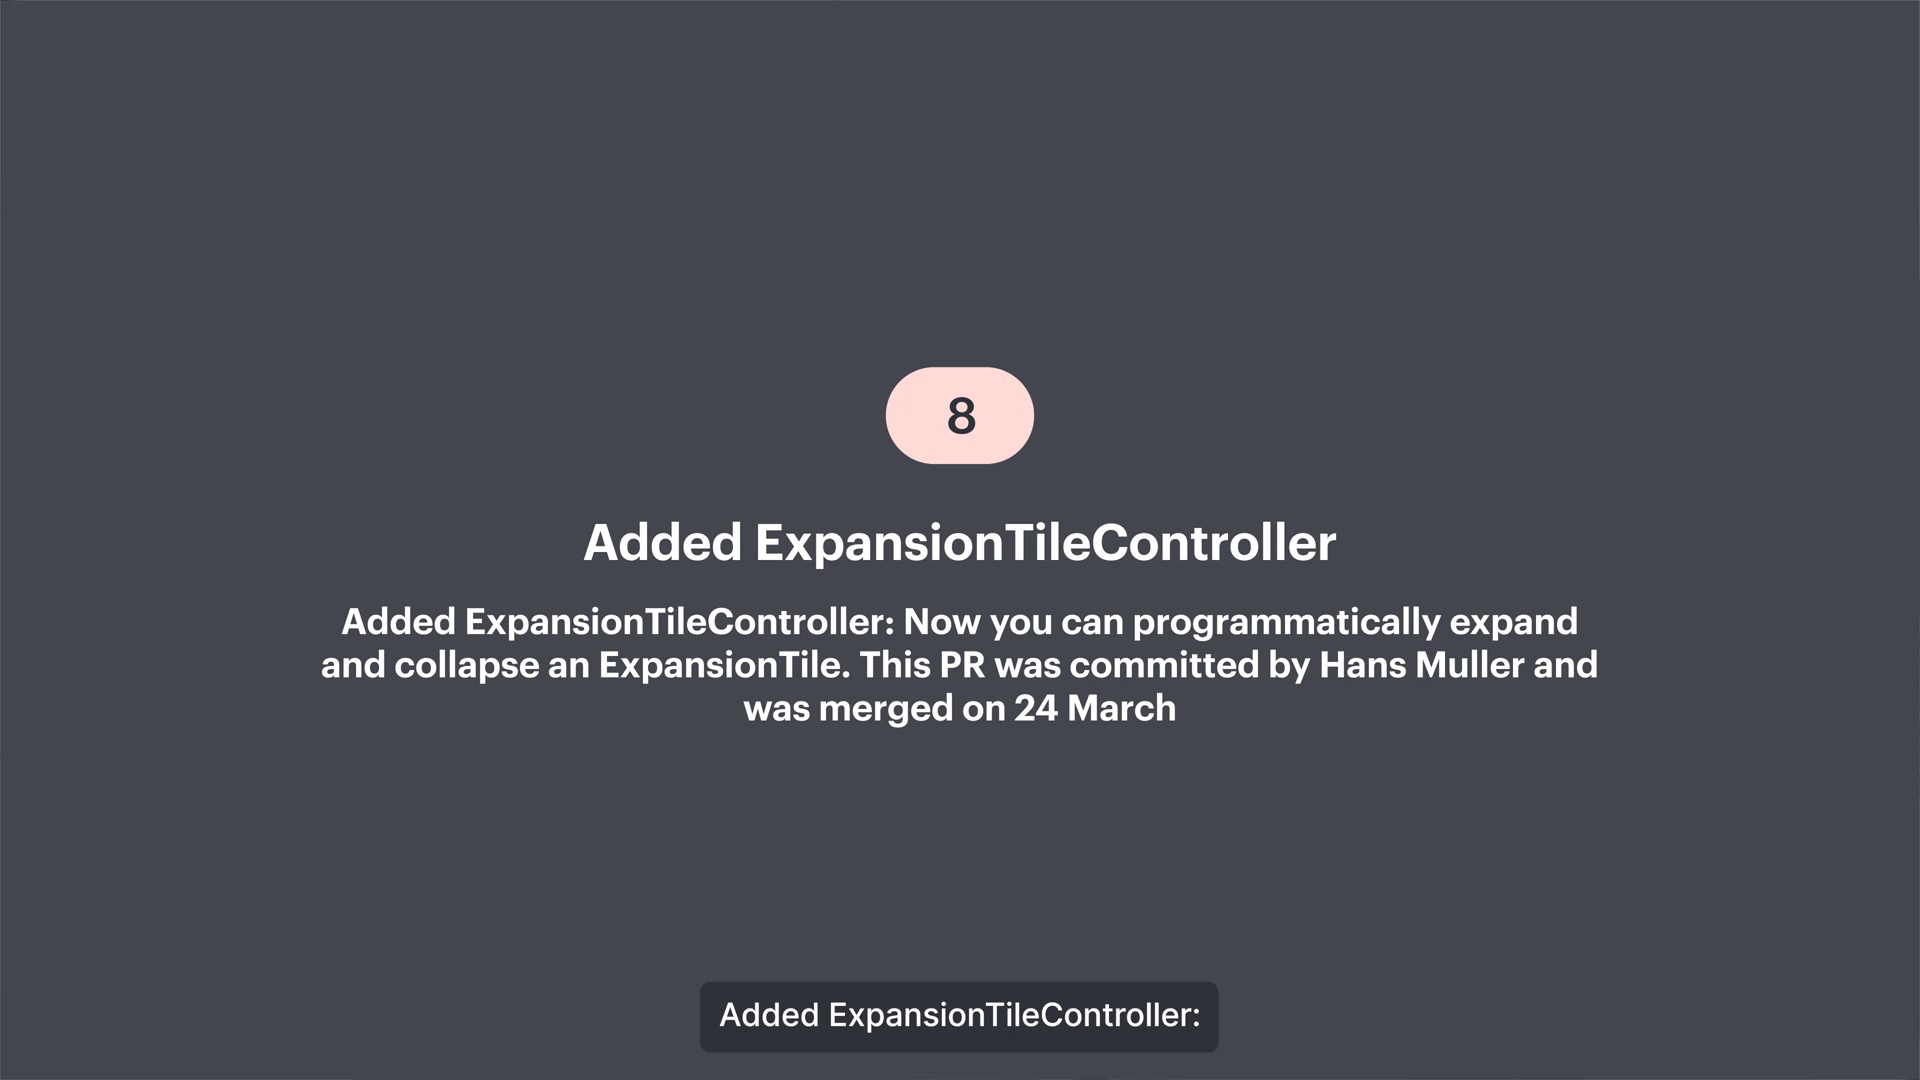 8
Added ExpansionTileController
Added ExpansionTileController: Now you can programmatically expand
and collapse an ExpansionTile. This PR was committed by Hans Muller and
was merged on 24 March
Added ExpansionTileController: